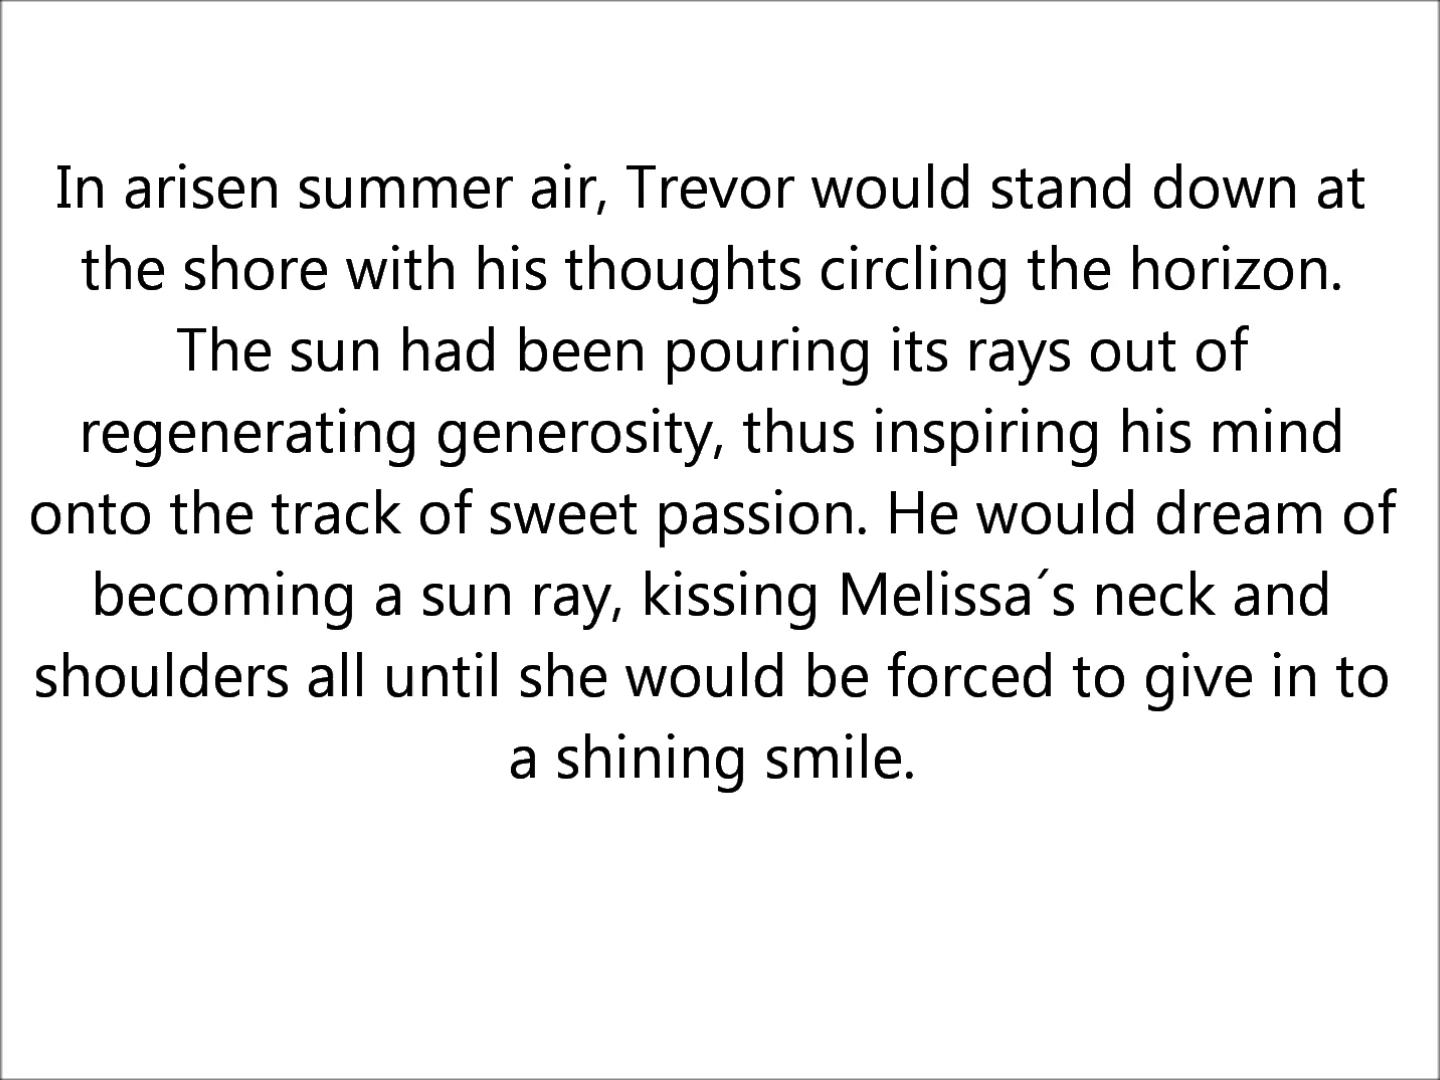 In arisen summer air, Trevor would stand down at
the shore with his thoughts circling the horizon.
The sun had been pouring its rays out of
regenerating generosity, thus inspiring his mind
onto the track of sweet passion. He would dream of
becoming a sun ray, kissing Melissa´s neck and
shoulders all until she would be forced to give in to
a shining smile.